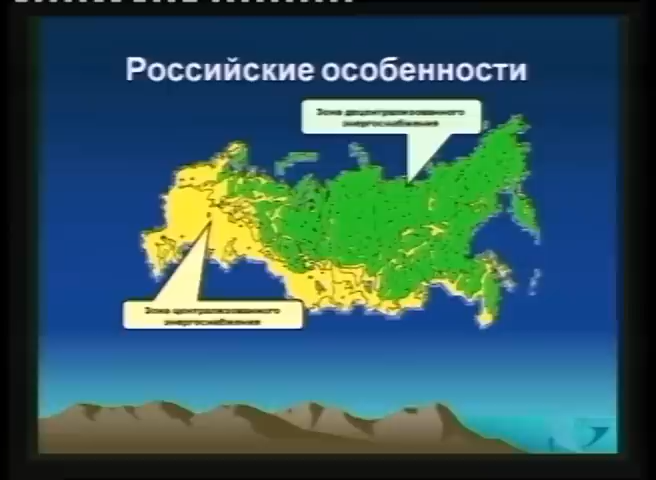 Российские особенности
Зона децентрализованного
энергоснабжения
Зона централизованного
энергоснабжения